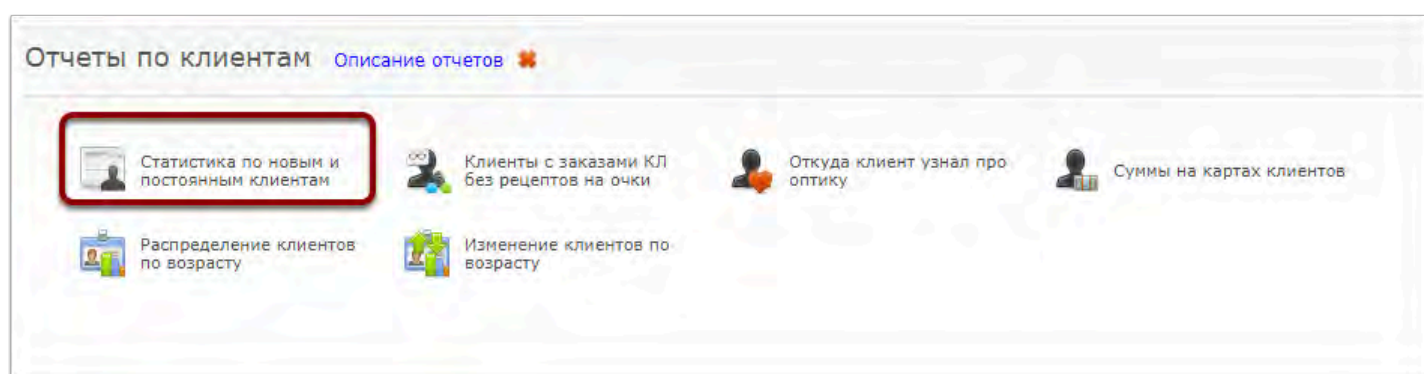 Отчеты по клиентам Описание отчетов
Статистика по новым и
постоянным клиентам
Клиенты с заказами КЛ
без рецептов на очки
Откуда клиент узнал про
оптику
Суммы на картах клиентов
Распределение клиентов
по возрасту
Изменение клиентов по
возрасту